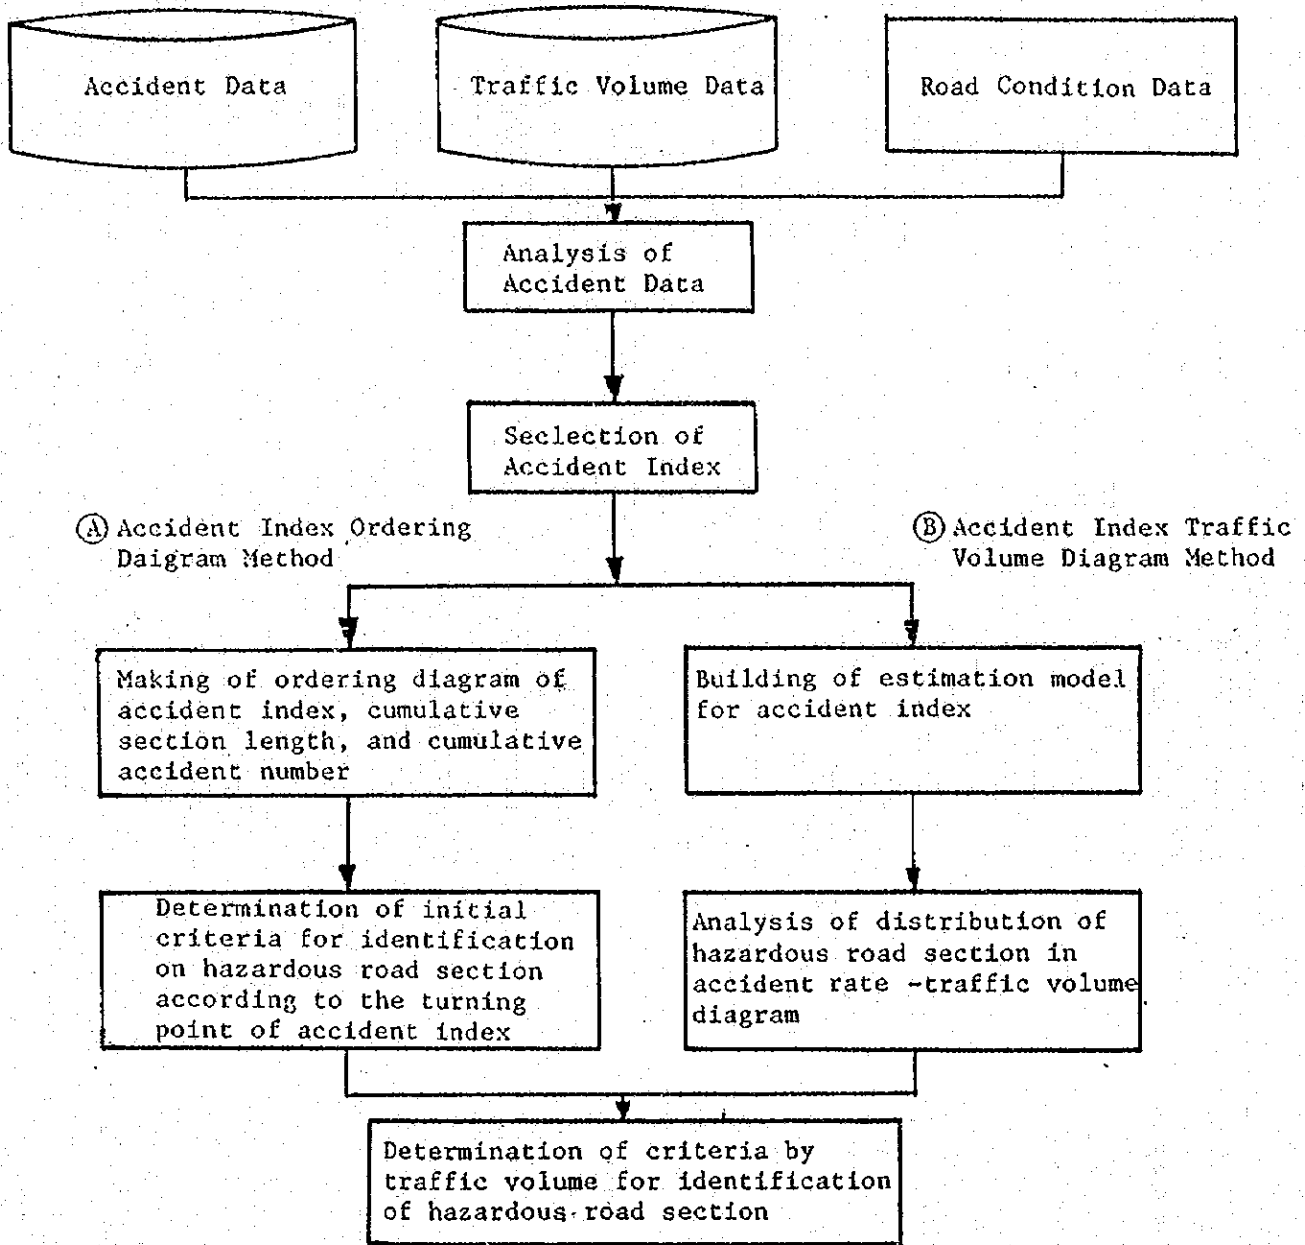 Accident Data
Traffic Volume Data
Road Condition Data
Analysis of
Accident Data
Seclection of
Accident Index
Ⓐ Accident Index Ordering
Daigram Method
Ⓑ Accident Index Traffic
Volume Diagram Method
Making of ordering diagram of
accident index, cumulative
section length, and cumulative
accident number
Building of estimation model
for accident index
Determination of initial
criteria for identification
on hazardous road section
according to the turning
point of accident index
Analysis of distribution of
hazardous road section in
accident rate -traffic volume
diagram
Determination of criteria by
traffic volume for identification
of hazardous road section